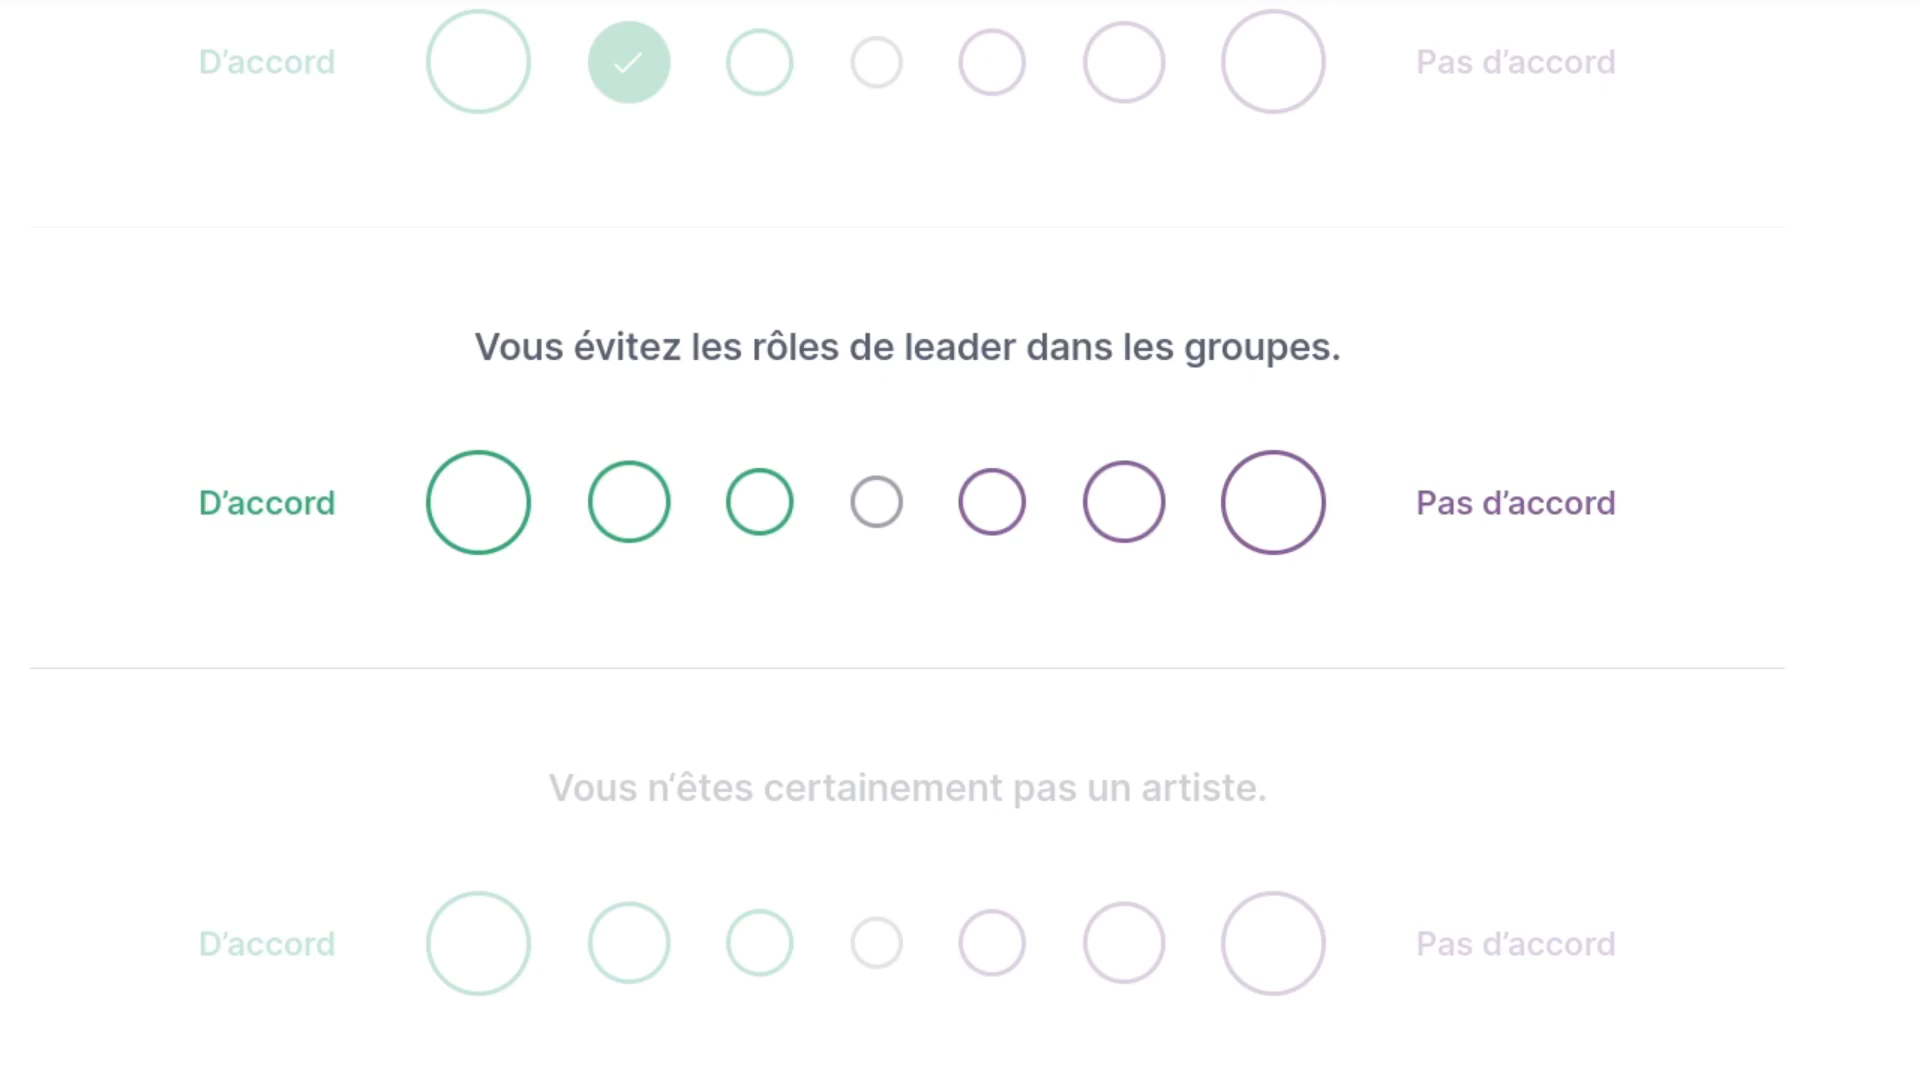 D’accord Pas d’accord
Vous évitez les rôles de leader dans les groupes.
D’accord Pas d’accord
Vous n‘êtes certainement pas un artiste.
D’accord Pas d’accord